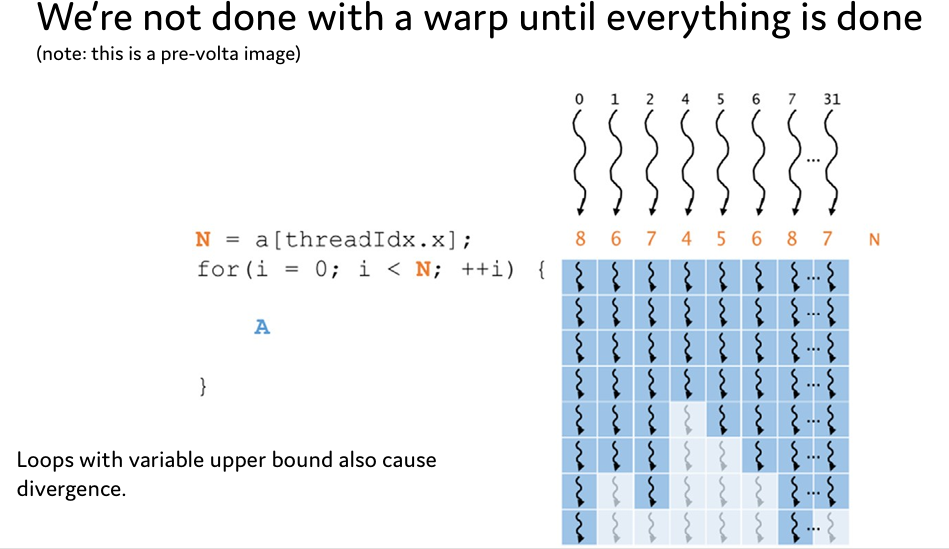 We're not done with a warp until everything is done
(note: this is a pre-volta image)
0 1 2 4 5 6 7 31
...
N = a[threadIdx.x];
8 6 7 4 5 6 8 7 N
for(i = 0; i < N; ++i) {
...
...
A
...
...
}
...
Loops with variable upper bound also cause
...
divergence.
...
...